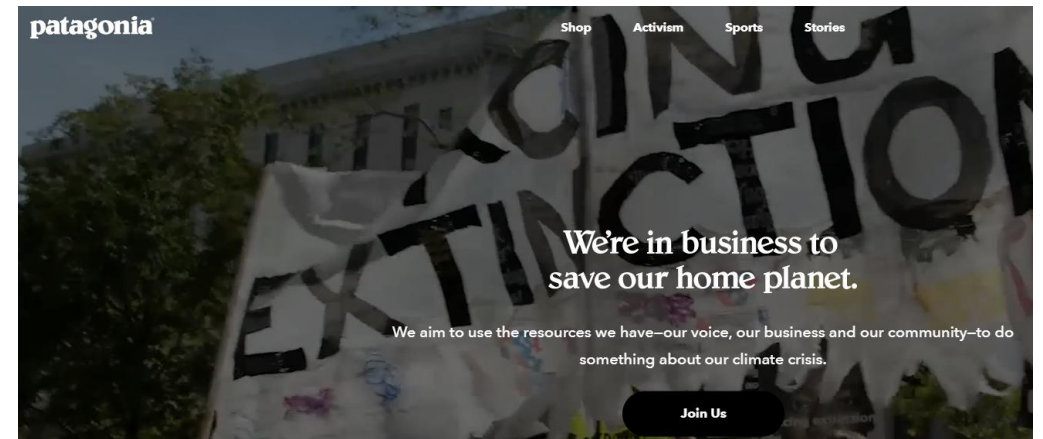 patagonia
Shop Activism Sports Stories
CING
EXTINCTION
We're in business to
save our home planet.
We aim to use the resources we have—our voice, our business and our community—to do
something about our climate crisis.
Join Us